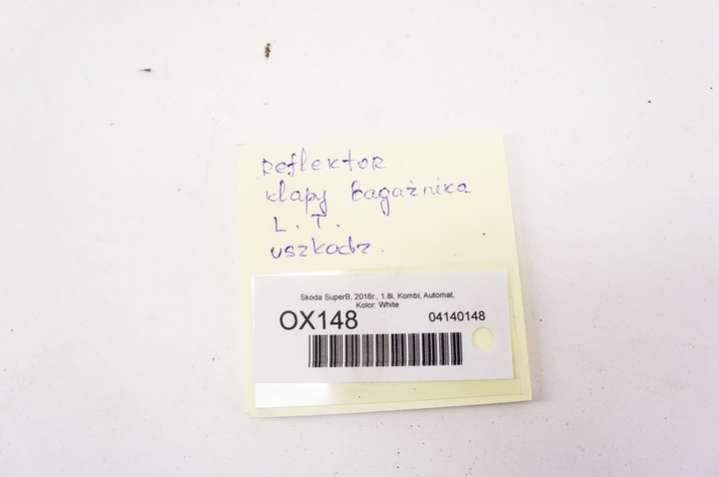 Reflektor
klapy Bagażnika
L. T.
uszkodz.
Skoda SuperB, 2016r., 1.8i, Kombi, Automat,
Kolor: White
OX148 04140148